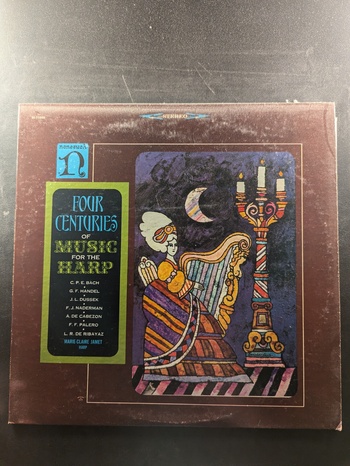 STEREO
nonesuch
n
FOUR
CENTURIES
OF
MUSIC
FOR THE
HARP
C. P. E. BACH
G. F. HANDEL
J. L. DUSSEK
F. J. NADERMAN
A. DE CABEZON
F. F. PALERO
L. R. DE RIBAYAZ
MARIE CLAIRE JAMET
HARP